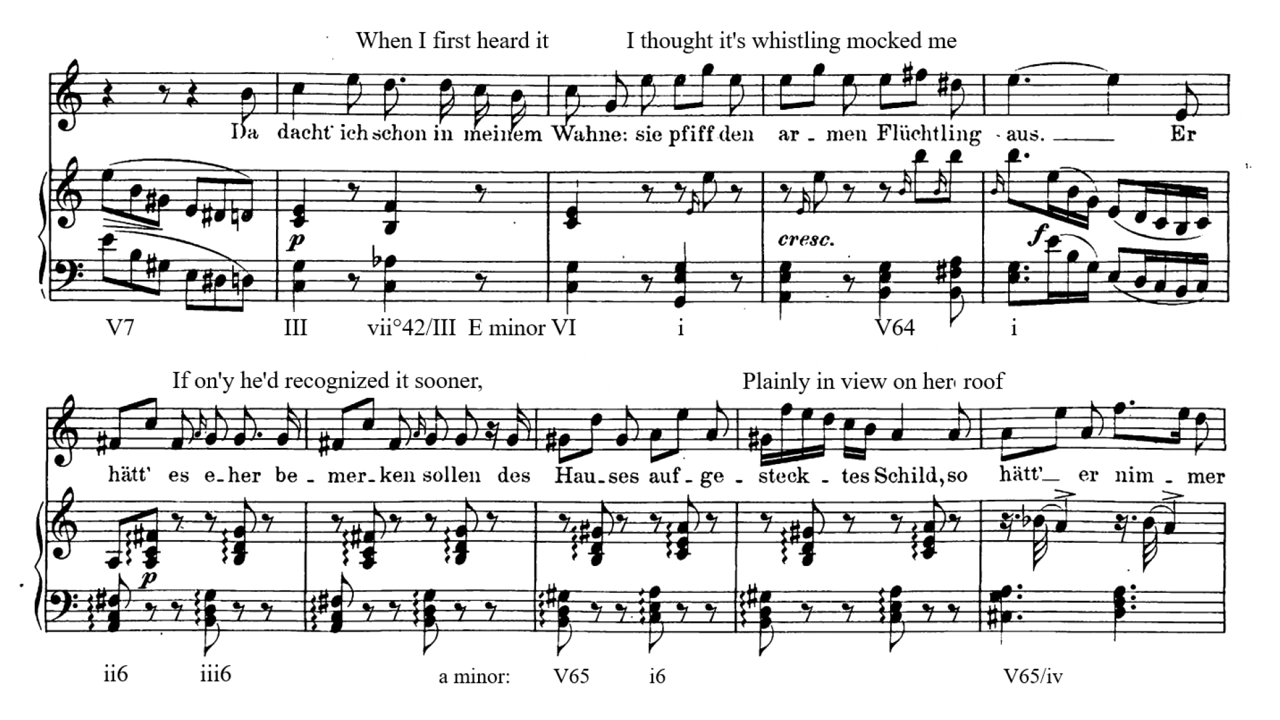 When I first heard it I thought it's whistling mocked me
Da dacht' ich schon in meinem Wahne: sie pfiff den ar - men Flüchtling aus. Er
p cresc. f
V7 III vii°42/III E minor VI i V64 i
If on'y he'd recognized it sooner, Plainly in view on her roof
hätt' es e-her be-mer-ken sollen des Hau-ses auf-ge-steck-tes Schild, so hätt' er nim-mer
p
ii6 iii6 a minor: V65 i6 V65/iv